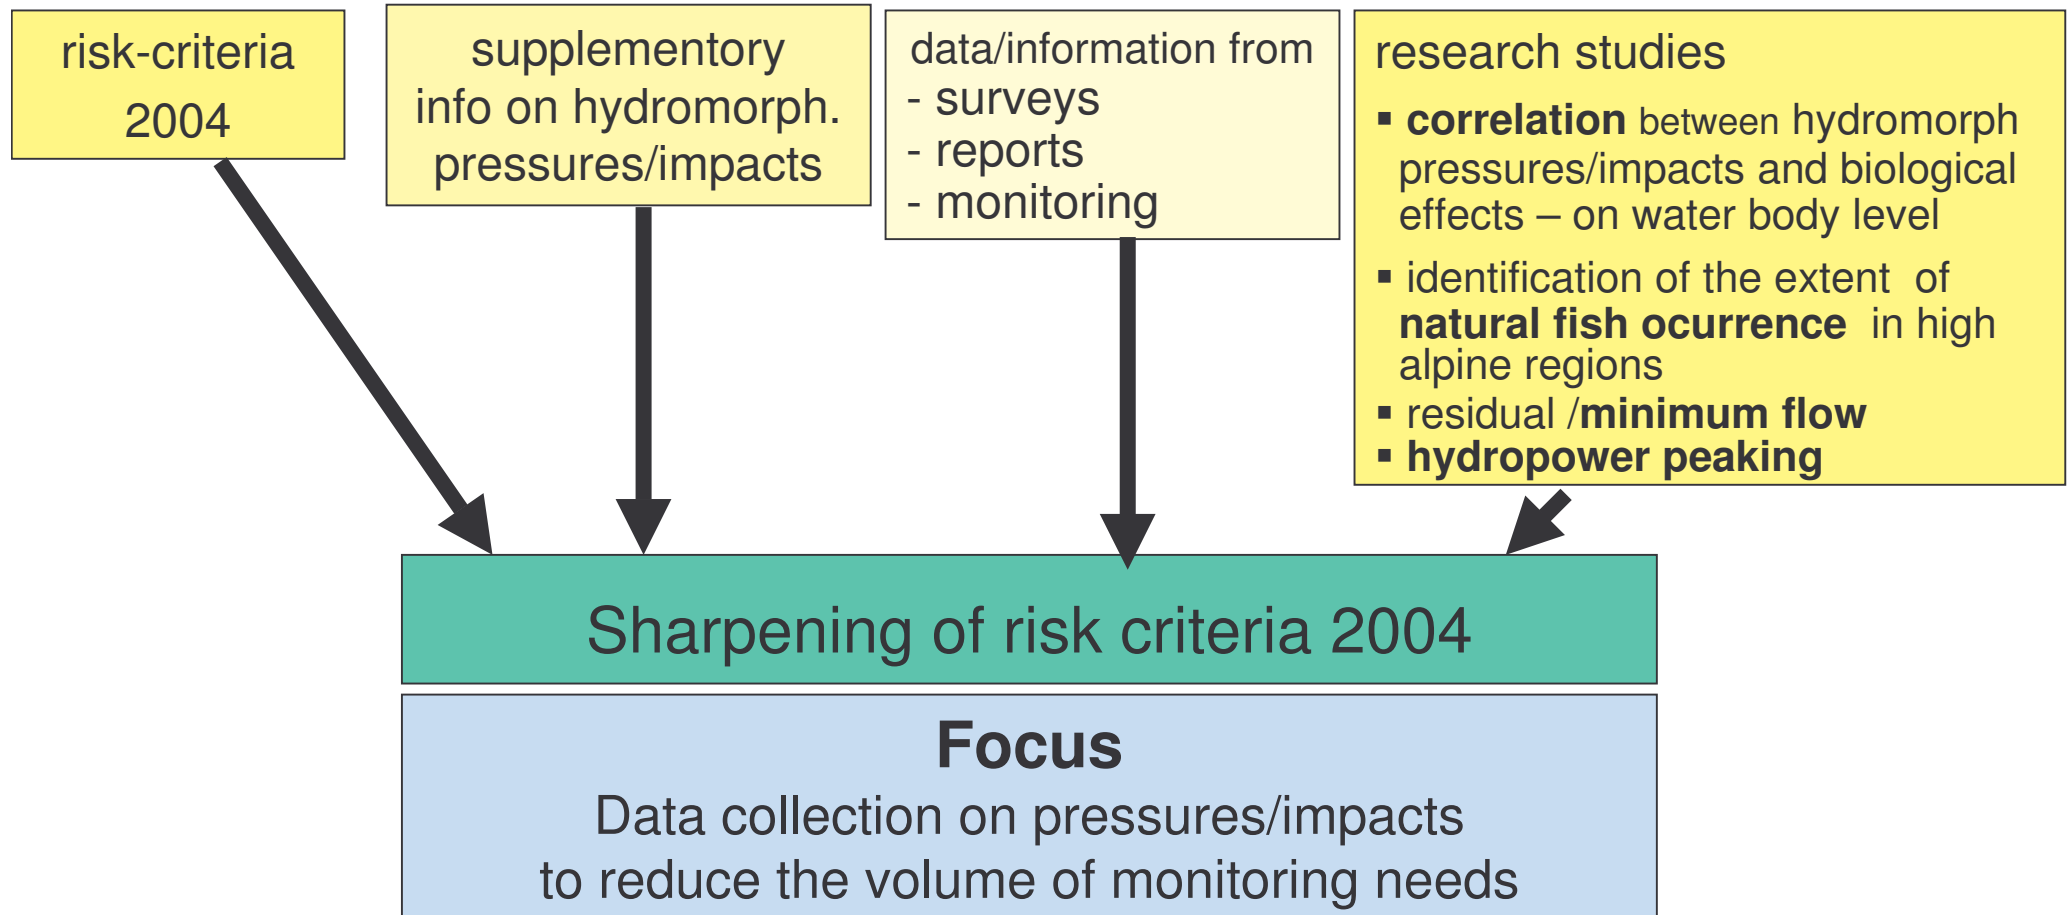 risk-criteria
2004
supplementory
info on hydromorph.
pressures/impacts
data/information from
- surveys
- reports
- monitoring
research studies
▪ correlation between hydromorph
pressures/impacts and biological
effects – on water body level
▪ identification of the extent of
natural fish ocurrence in high
alpine regions
▪ residual /minimum flow
▪ hydropower peaking
Sharpening of risk criteria 2004
Focus
Data collection on pressures/impacts
to reduce the volume of monitoring needs